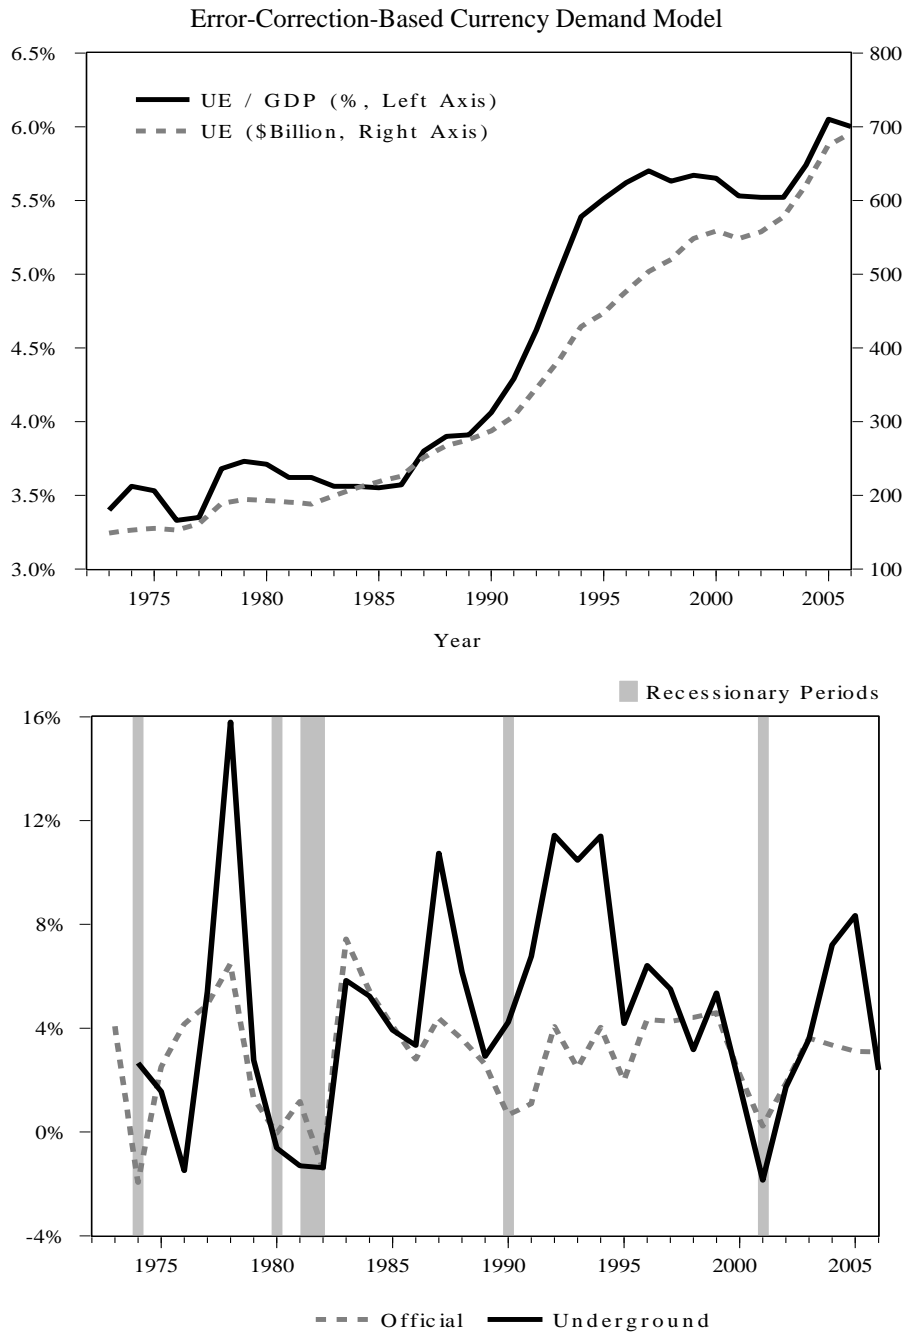 Error-Correction-Based Currency Demand Model
6.5%
800
UE / GDP (%, Left Axis)
6.0%
700
UE ($Billion, Right Axis)
5.5%
600
5.0%
500
4.5%
400
4.0%
300
3.5%
200
3.0%
100
1975 1980 1985 1990 1995 2000 2005
Year
Recessionary Periods
16%
12%
8%
4%
0%
-4%
1975 1980 1985 1990 1995 2000 2005
Official Underground